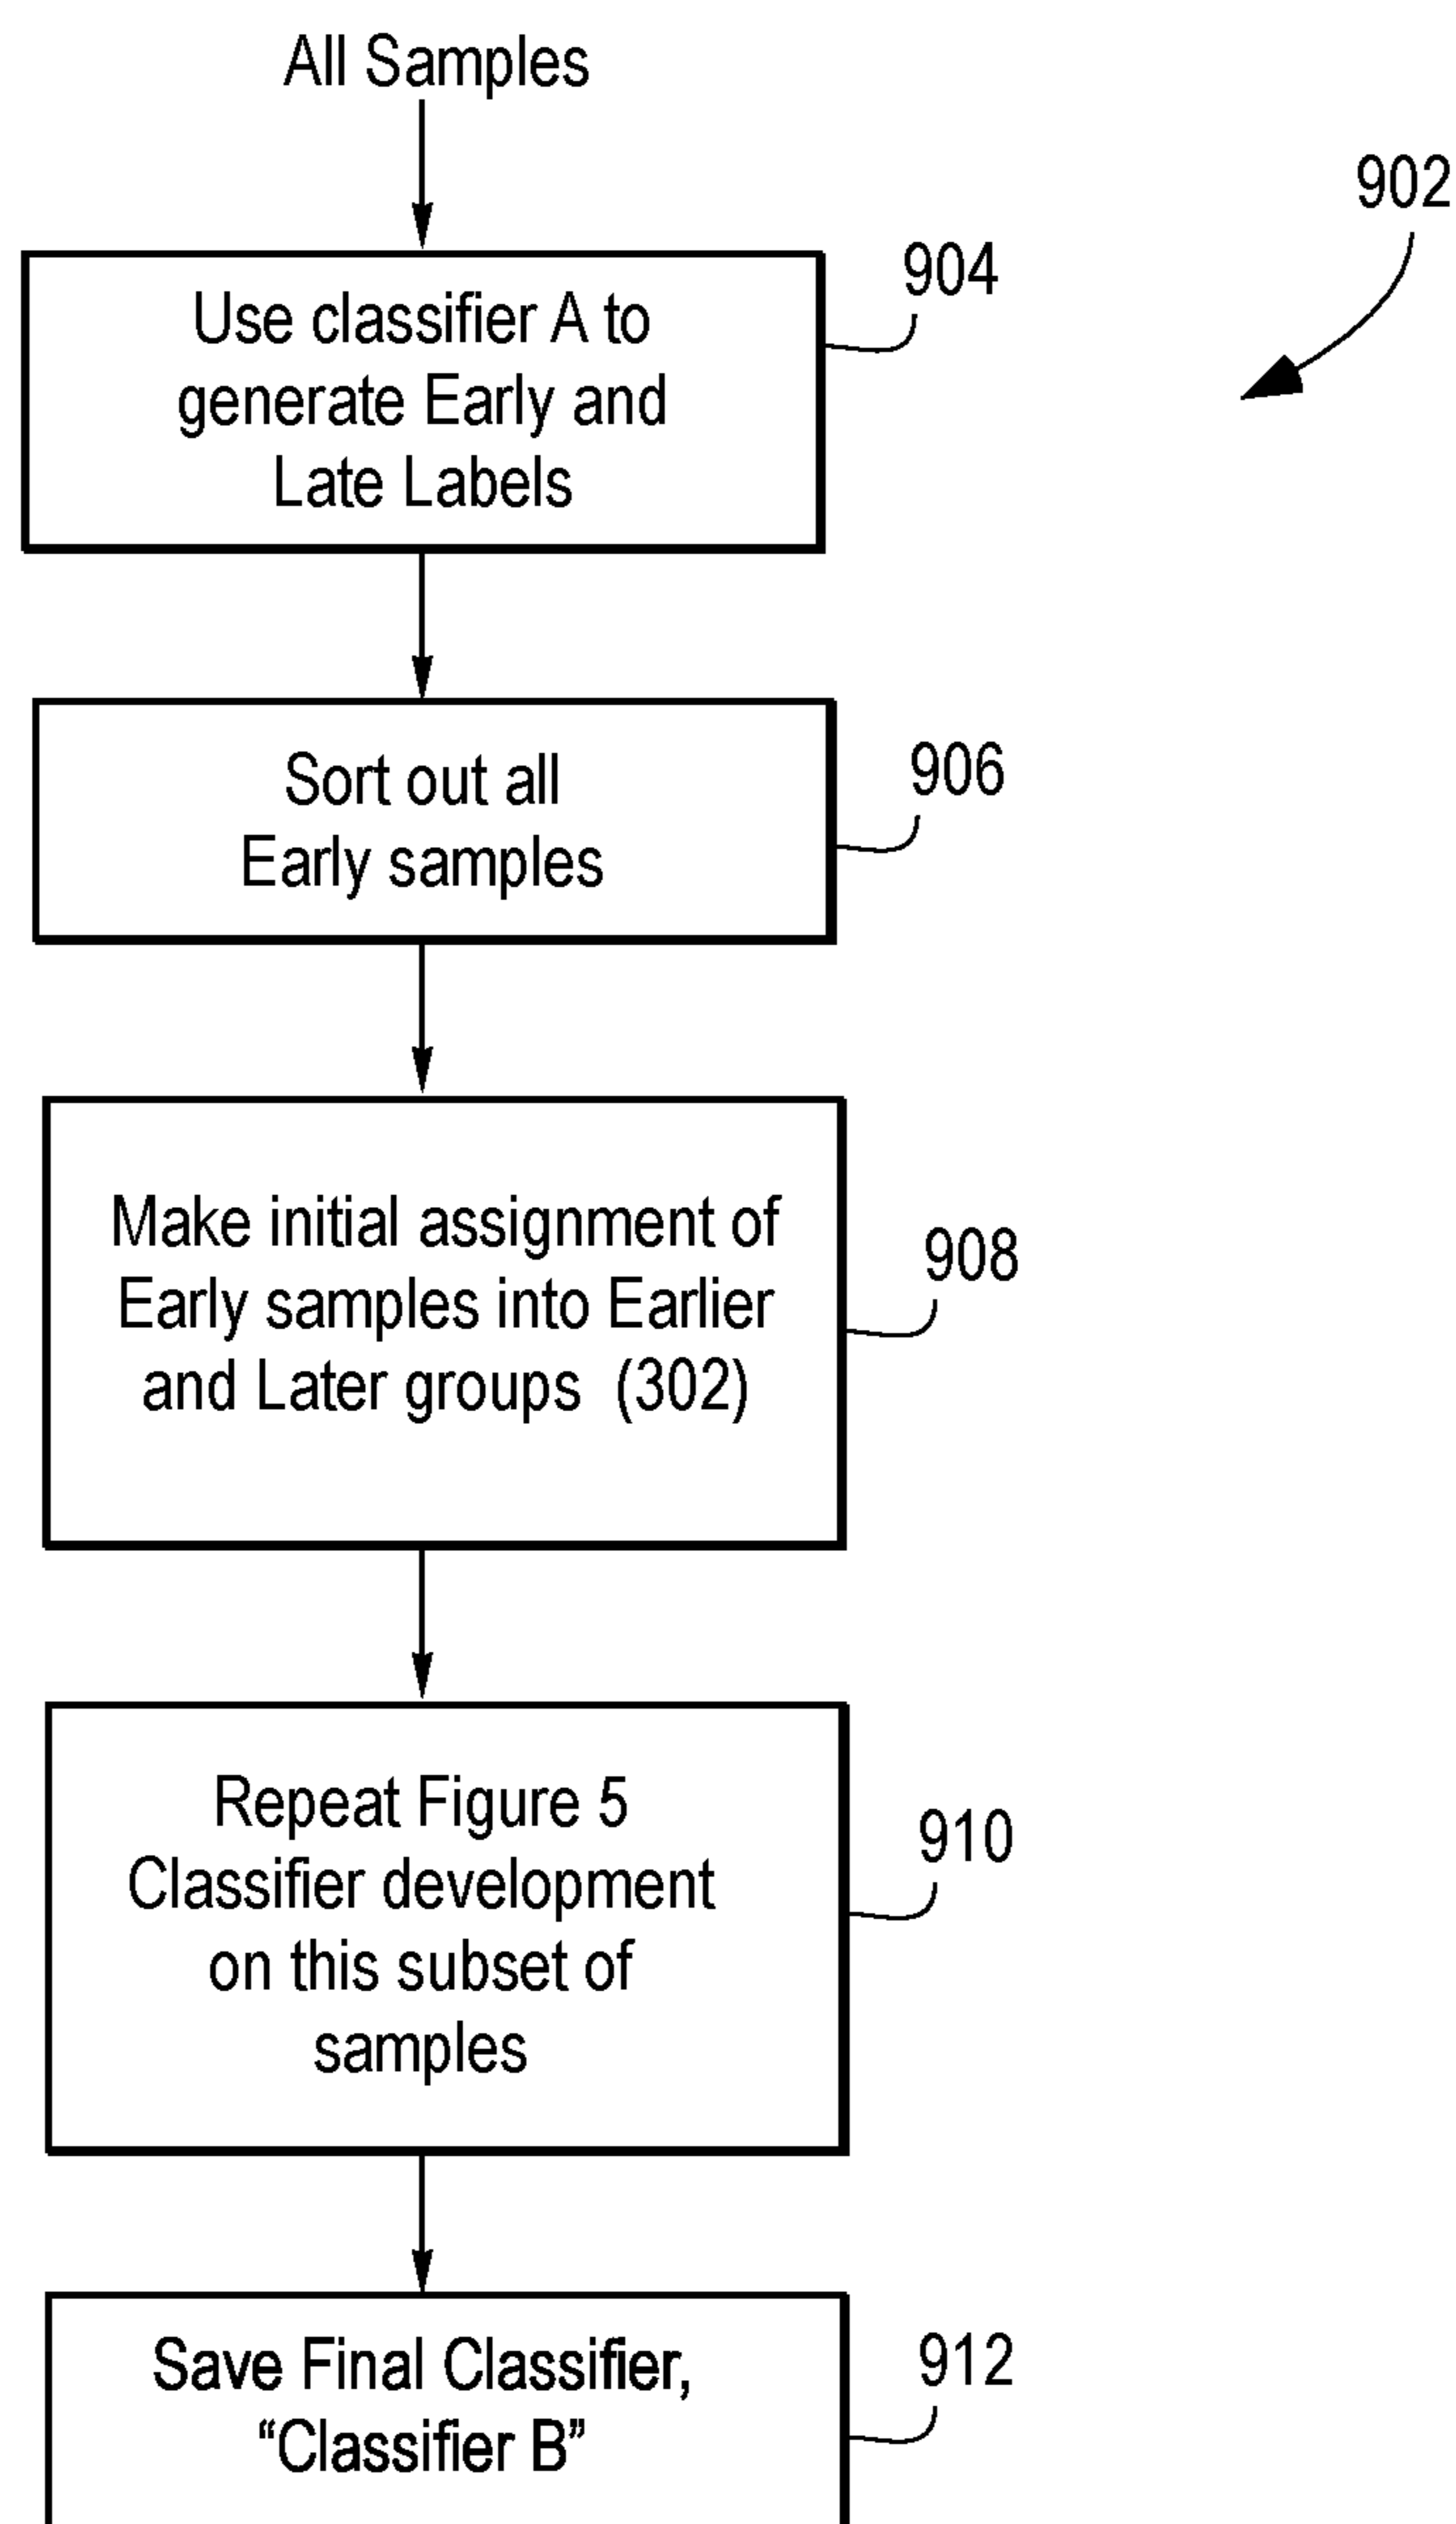 All Samples
902
904
Use classifier A to
generate Early and
Late Labels
906
Sort out all
Early samples
Make initial assignment of
Early samples into Earlier
and Later groups (302)
908
Repeat Figure 5
Classifier development
on this subset of
samples
910
Save Final Classifier,
“Classifier B”
912